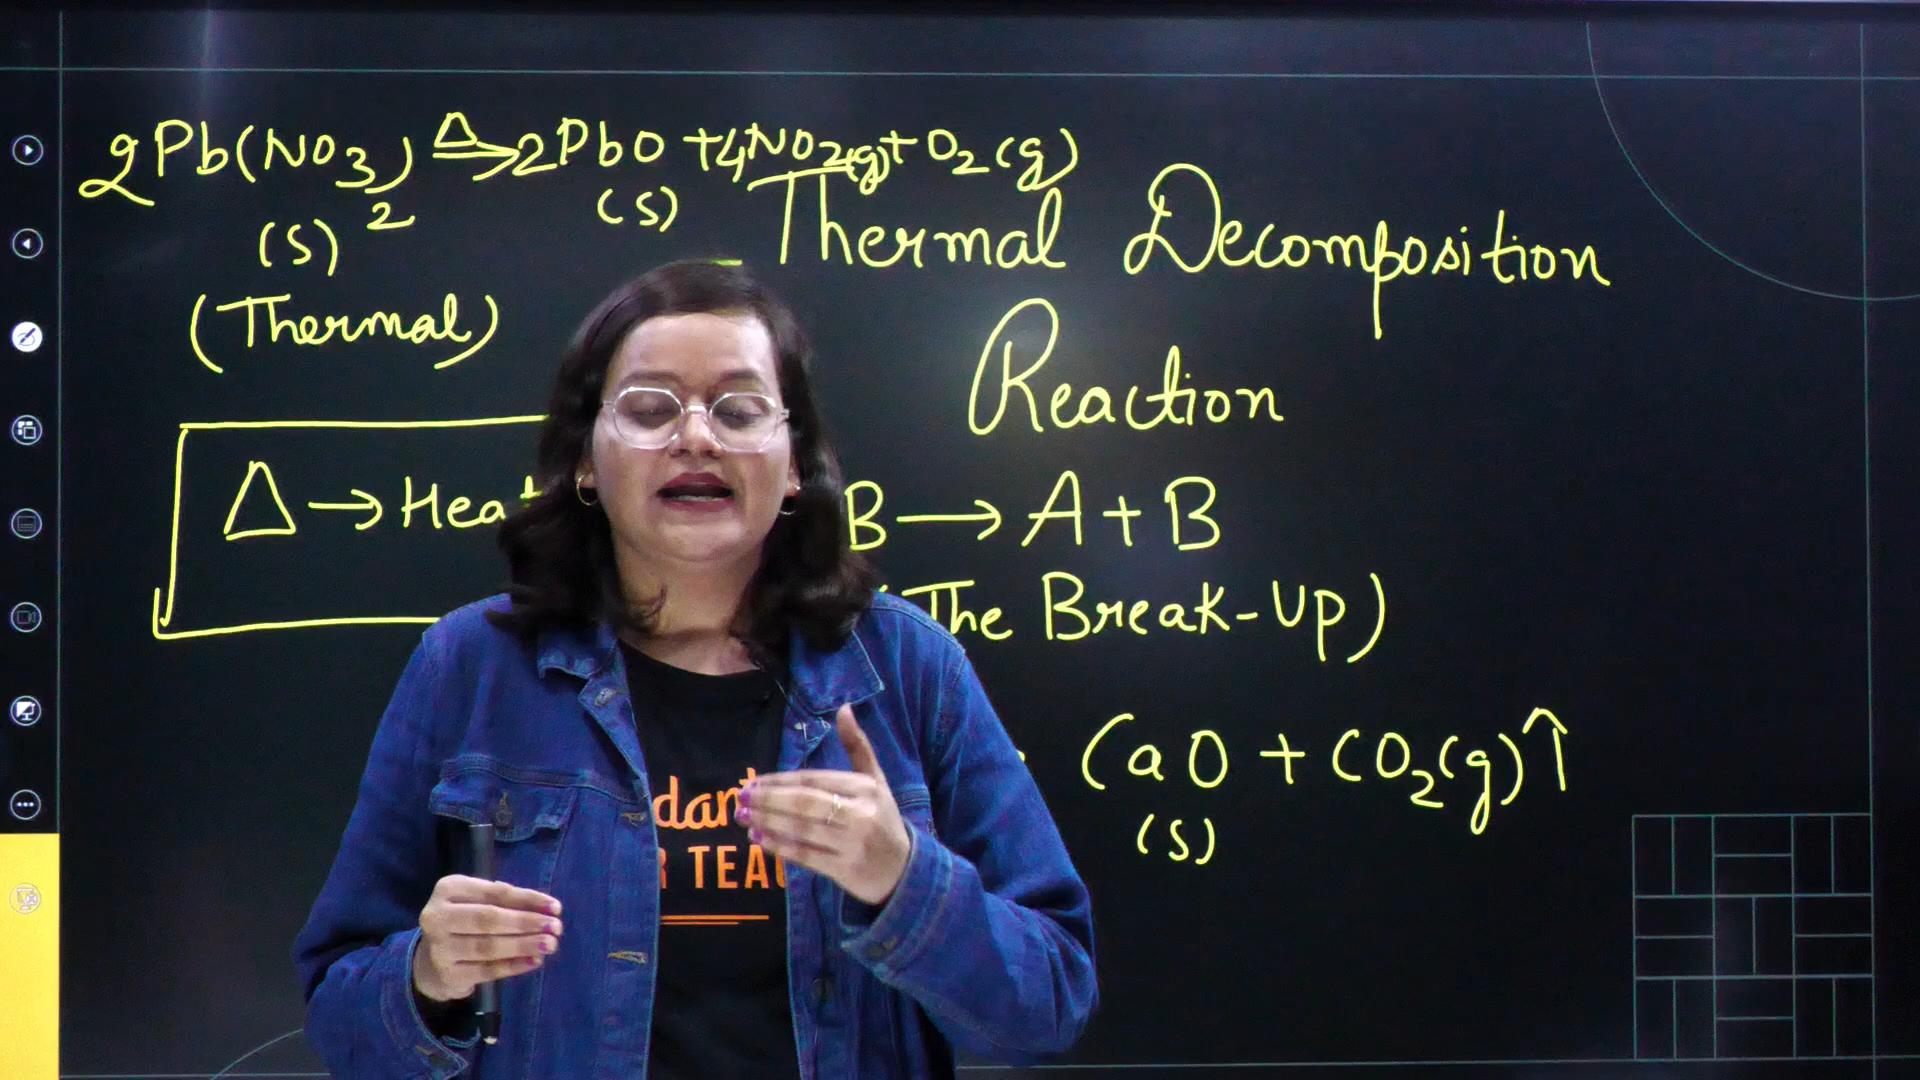 2Pb(NO3)2 Δ→ 2PbO + 4NO2(g) + O2(g)
(s) (s)
(Thermal)
Thermal Decomposition
Reaction
Δ → Heat
B → A + B
(The Break-Up)
CaO + CO2(g)↑
(s)